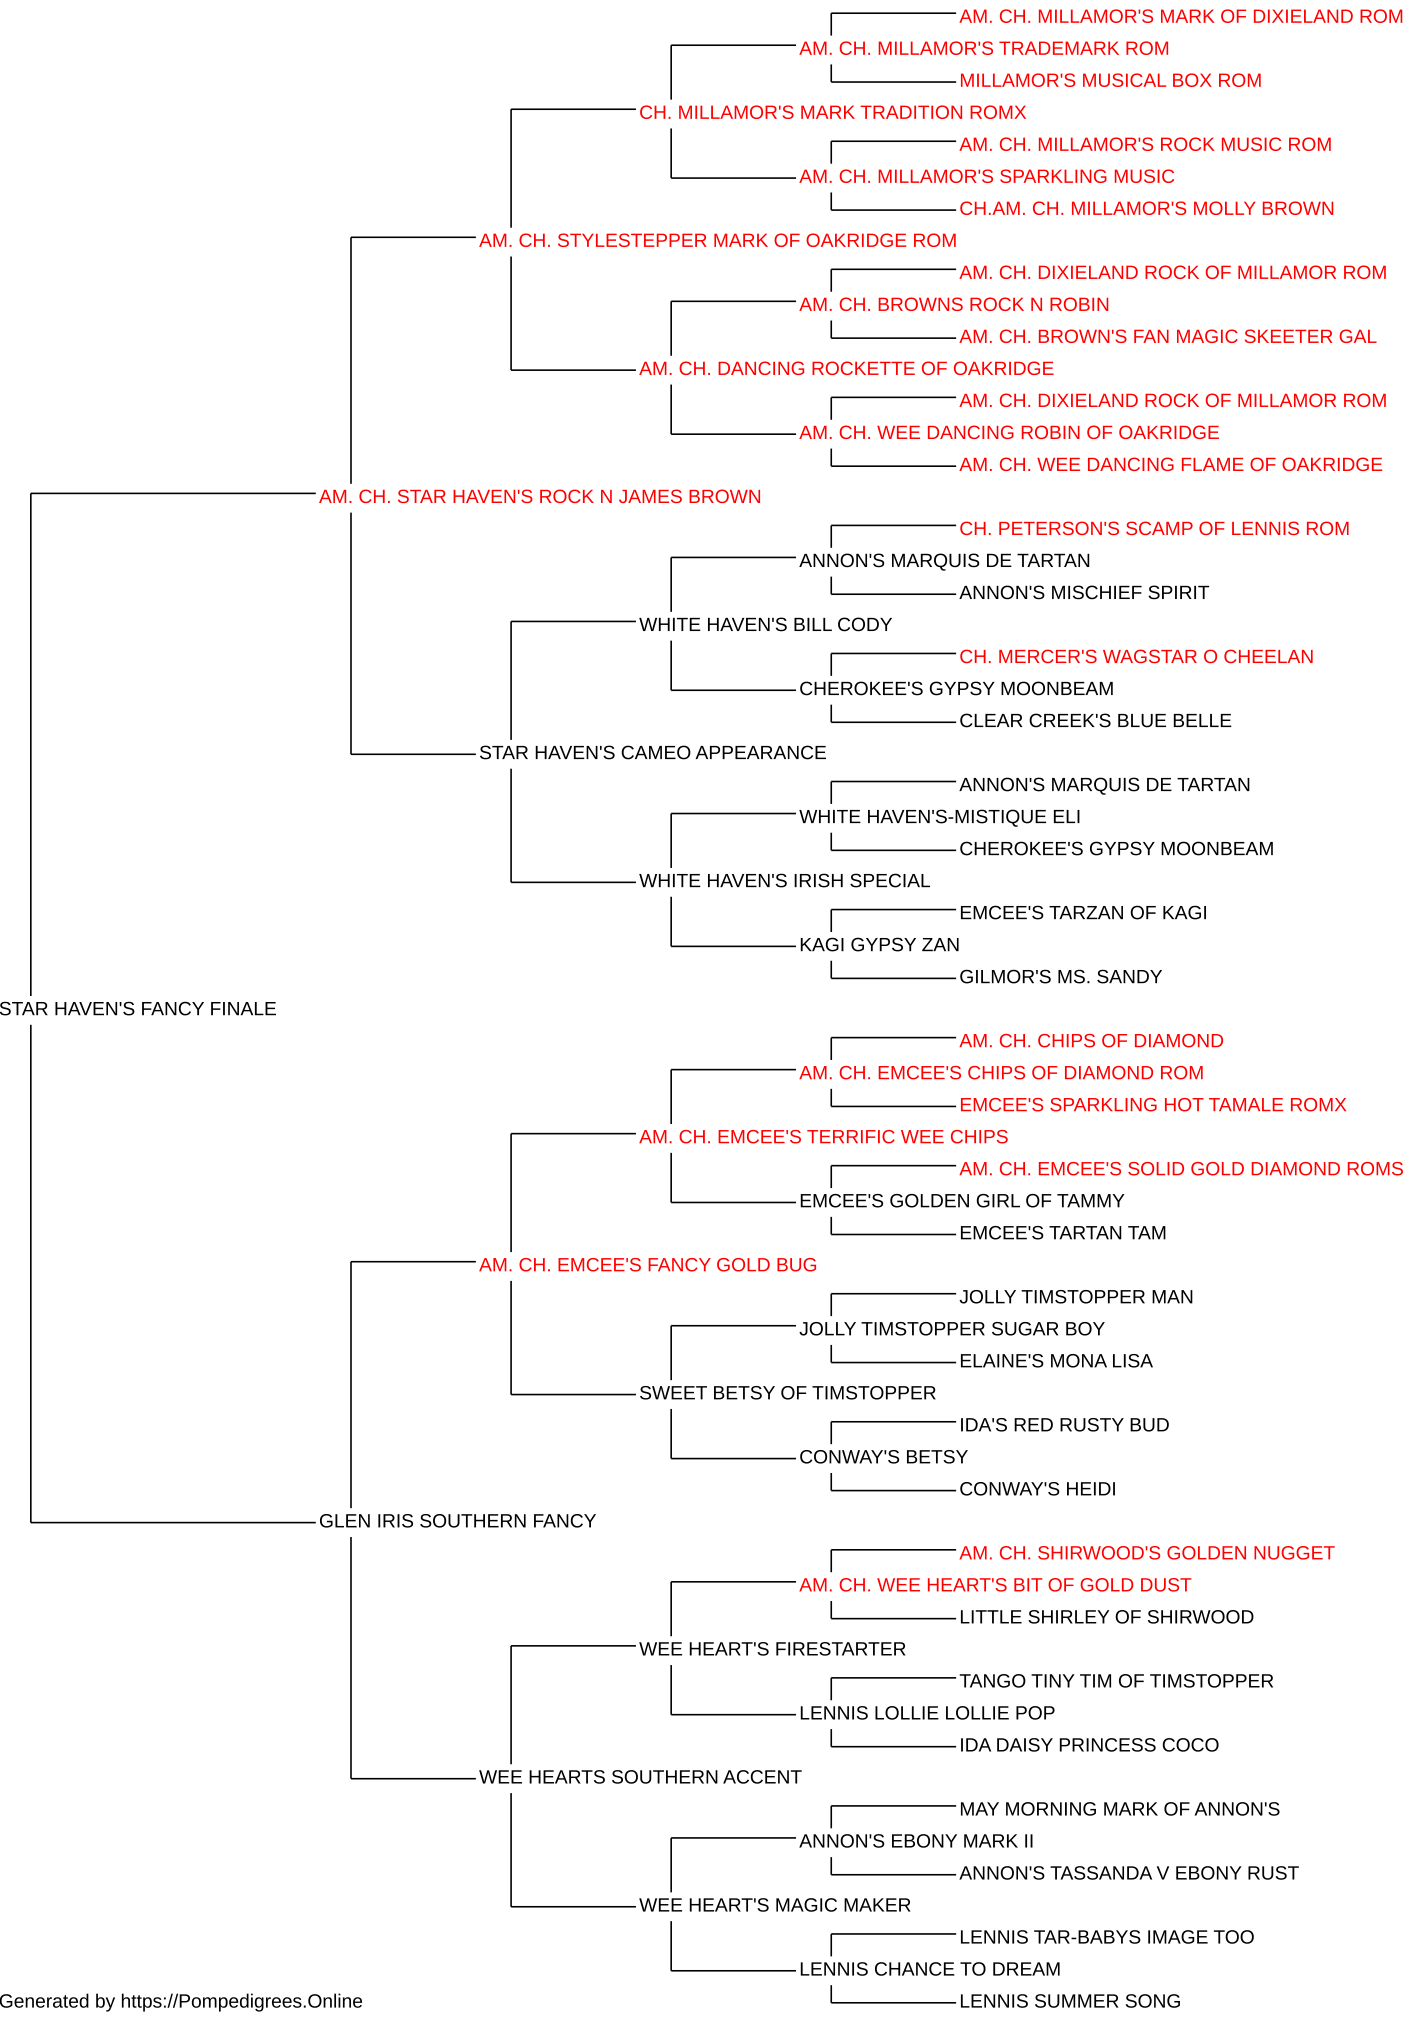 AM. CH. MILLAMOR'S MARK OF DIXIELAND ROM
AM. CH. MILLAMOR'S TRADEMARK ROM
MILLAMOR'S MUSICAL BOX ROM
CH. MILLAMOR'S MARK TRADITION ROMX
AM. CH. MILLAMOR'S ROCK MUSIC ROM
AM. CH. MILLAMOR'S SPARKLING MUSIC
CH.AM. CH. MILLAMOR'S MOLLY BROWN
AM. CH. STYLESTEPPER MARK OF OAKRIDGE ROM
AM. CH. DIXIELAND ROCK OF MILLAMOR ROM
AM. CH. BROWNS ROCK N ROBIN
AM. CH. BROWN'S FAN MAGIC SKEETER GAL
AM. CH. DANCING ROCKETTE OF OAKRIDGE
AM. CH. DIXIELAND ROCK OF MILLAMOR ROM
AM. CH. WEE DANCING ROBIN OF OAKRIDGE
AM. CH. WEE DANCING FLAME OF OAKRIDGE
AM. CH. STAR HAVEN'S ROCK N JAMES BROWN
CH. PETERSON'S SCAMP OF LENNIS ROM
ANNON'S MARQUIS DE TARTAN
ANNON'S MISCHIEF SPIRIT
WHITE HAVEN'S BILL CODY
CH. MERCER'S WAGSTAR O CHEELAN
CHEROKEE'S GYPSY MOONBEAM
CLEAR CREEK'S BLUE BELLE
STAR HAVEN'S CAMEO APPEARANCE
ANNON'S MARQUIS DE TARTAN
WHITE HAVEN'S-MISTIQUE ELI
CHEROKEE'S GYPSY MOONBEAM
WHITE HAVEN'S IRISH SPECIAL
EMCEE'S TARZAN OF KAGI
KAGI GYPSY ZAN
GILMOR'S MS. SANDY
STAR HAVEN'S FANCY FINALE
AM. CH. CHIPS OF DIAMOND
AM. CH. EMCEE'S CHIPS OF DIAMOND ROM
EMCEE'S SPARKLING HOT TAMALE ROMX
AM. CH. EMCEE'S TERRIFIC WEE CHIPS
AM. CH. EMCEE'S SOLID GOLD DIAMOND ROMS
EMCEE'S GOLDEN GIRL OF TAMMY
EMCEE'S TARTAN TAM
AM. CH. EMCEE'S FANCY GOLD BUG
JOLLY TIMSTOPPER MAN
JOLLY TIMSTOPPER SUGAR BOY
ELAINE'S MONA LISA
SWEET BETSY OF TIMSTOPPER
IDA'S RED RUSTY BUD
CONWAY'S BETSY
CONWAY'S HEIDI
GLEN IRIS SOUTHERN FANCY
AM. CH. SHIRWOOD'S GOLDEN NUGGET
AM. CH. WEE HEART'S BIT OF GOLD DUST
LITTLE SHIRLEY OF SHIRWOOD
WEE HEART'S FIRESTARTER
TANGO TINY TIM OF TIMSTOPPER
LENNIS LOLLIE LOLLIE POP
IDA DAISY PRINCESS COCO
WEE HEARTS SOUTHERN ACCENT
MAY MORNING MARK OF ANNON'S
ANNON'S EBONY MARK II
ANNON'S TASSANDA V EBONY RUST
WEE HEART'S MAGIC MAKER
LENNIS TAR-BABYS IMAGE TOO
LENNIS CHANCE TO DREAM
LENNIS SUMMER SONG
Generated by https://Pompedigrees.Online